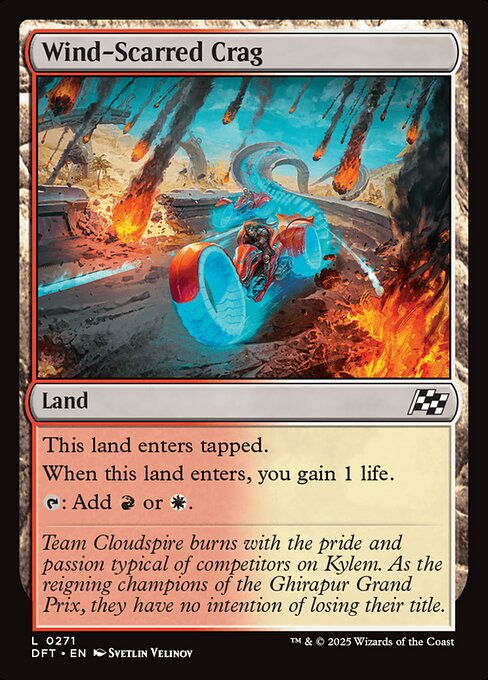 Wind-Scarred Crag
Land
This land enters tapped.
When this land enters, you gain 1 life.
: Add or .
Team Cloudspire burns with the pride and
passion typical of competitors on Kylem. As the
reigning champions of the Ghirapur Grand
Prix, they have no intention of losing their title.
L 0271
DFT • EN Svetlin Velinov
™ & © 2025 Wizards of the Coast